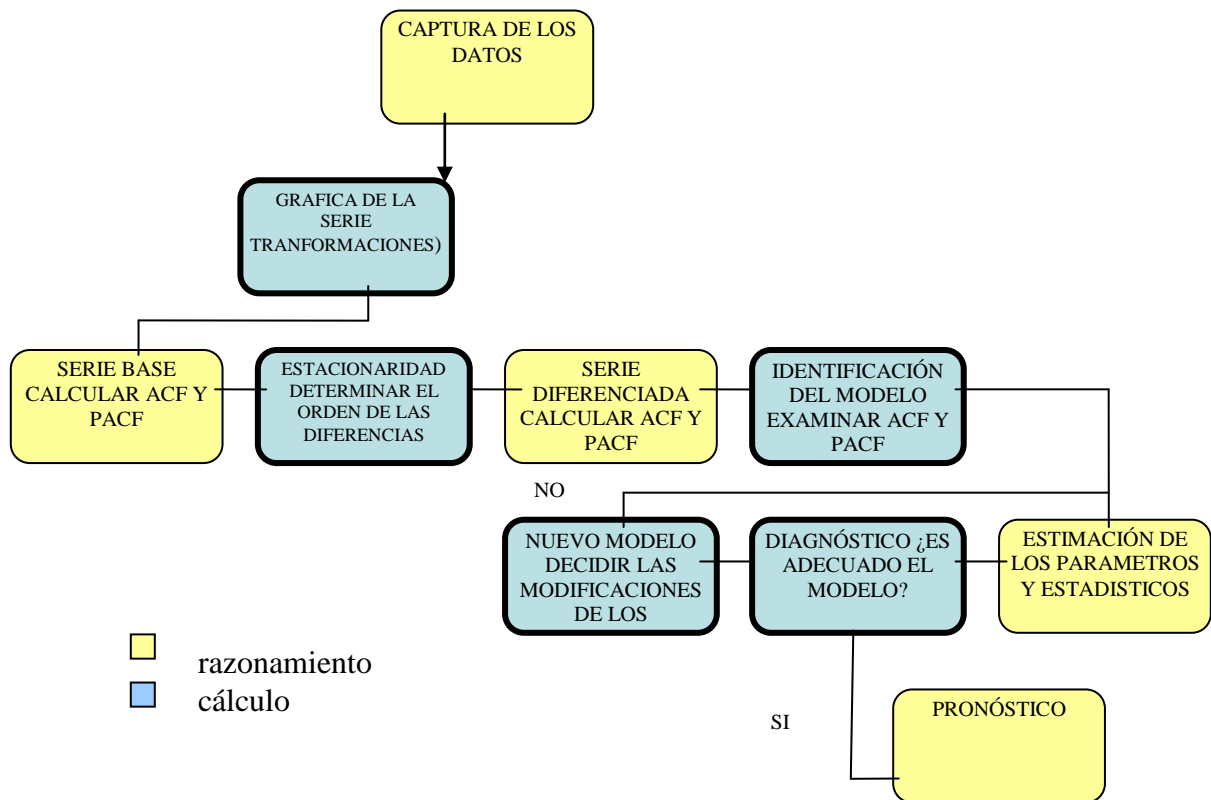 CAPTURA DE LOS
DATOS
GRAFICA DE LA
SERIE
TRANFORMACIONES)
SERIE BASE
CALCULAR ACF Y
PACF
ESTACIONARIDAD
DETERMINAR EL
ORDEN DE LAS
DIFERENCIAS
SERIE
DIFERENCIADA
CALCULAR ACF Y
PACF
IDENTIFICACIÓN
DEL MODELO
EXAMINAR ACF Y
PACF
NO
NUEVO MODELO
DECIDIR LAS
MODIFICACIONES
DE LOS
DIAGNÓSTICO ¿ES
ADECUADO EL
MODELO?
ESTIMACIÓN DE
LOS PARAMETROS
Y ESTADISTICOS
razonamiento
cálculo
SI
PRONÓSTICO